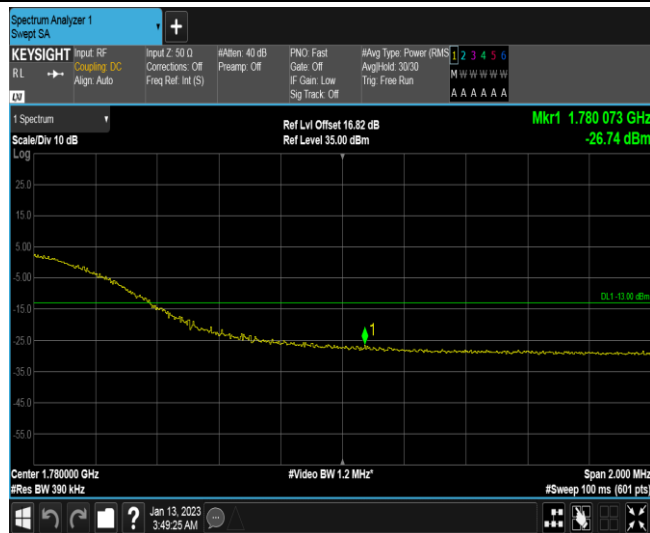 Spectrum Analyzer 1
Swept SA
+
KEYSIGHT
RL
LXI
Input: RF
Coupling: DC
Align: Auto
Input Z: 50 Ω
Corrections: Off
Freq Ref: Int (S)
#Atten: 40 dB
Preamp: Off
PNO: Fast
Gate: Off
IF Gain: Low
Sig Track: Off
#Avg Type: Power (RMS
Avg|Hold: 30/30
Trig: Free Run
1 2 3 4 5 6
M W W W W W
A A A A A A
1 Spectrum
Scale/Div 10 dB
Log
Ref Lvl Offset 16.82 dB
Ref Level 35.00 dBm
Mkr1 1.780 073 GHz
-26.74 dBm
25.0
15.0
5.00
-5.00
DL1 -13.00 dBm
-15.0
1
-25.0
-35.0
-45.0
-55.0
Center 1.780000 GHz
#Res BW 390 kHz
#Video BW 1.2 MHz*
Span 2.000 MHz
#Sweep 100 ms (601 pts)
?
Jan 13, 2023
3:49:25 AM